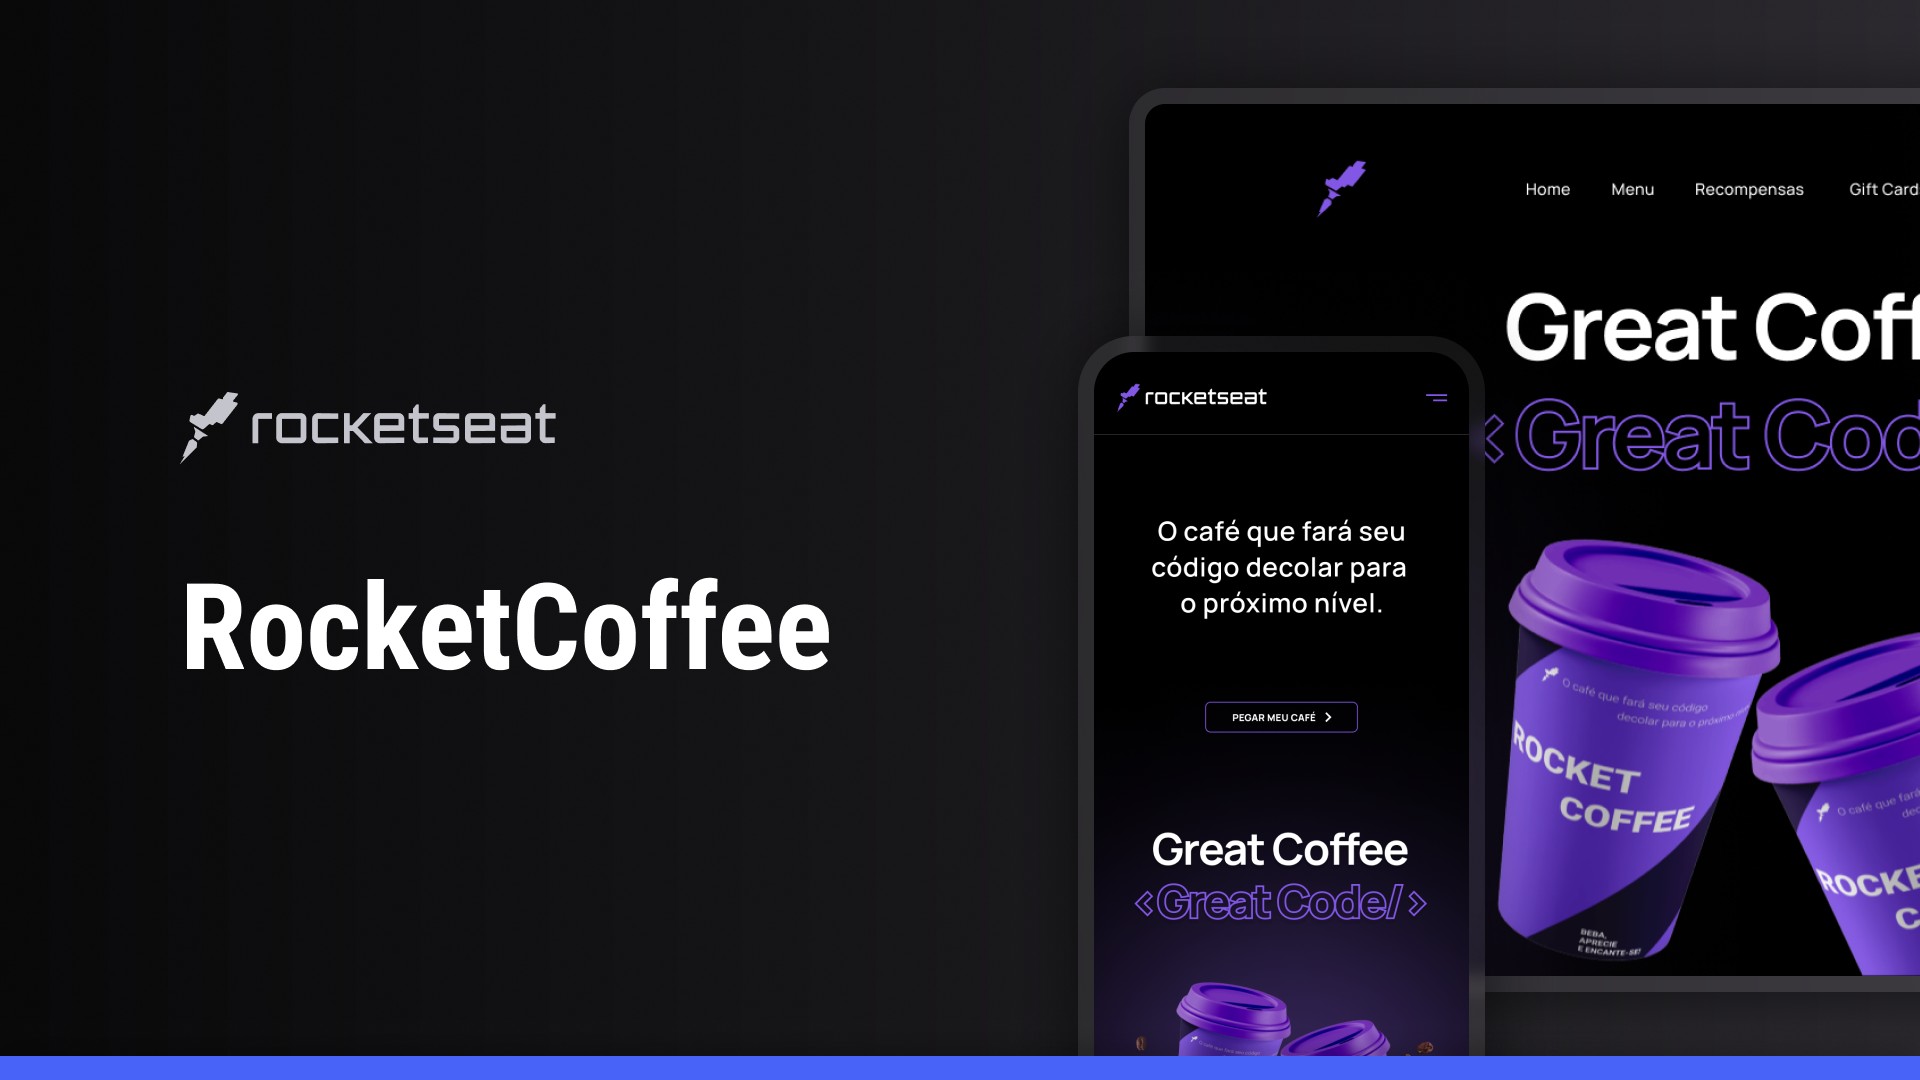 rocketseat
RocketCoffee
Home Menu Recompensas Gift Card
Great Coff
<Great Cod
rocketseat
O café que fará seu
código decolar para
o próximo nível.
PEGAR MEU CAFÉ
Great Coffee
<Great Code/>
O café que fará seu código
decolar para o próximo
ROCKET
COFFEE
BEBA,
APRECIE
E ENCANTE-SE!
O café que fará
ROCKE
C